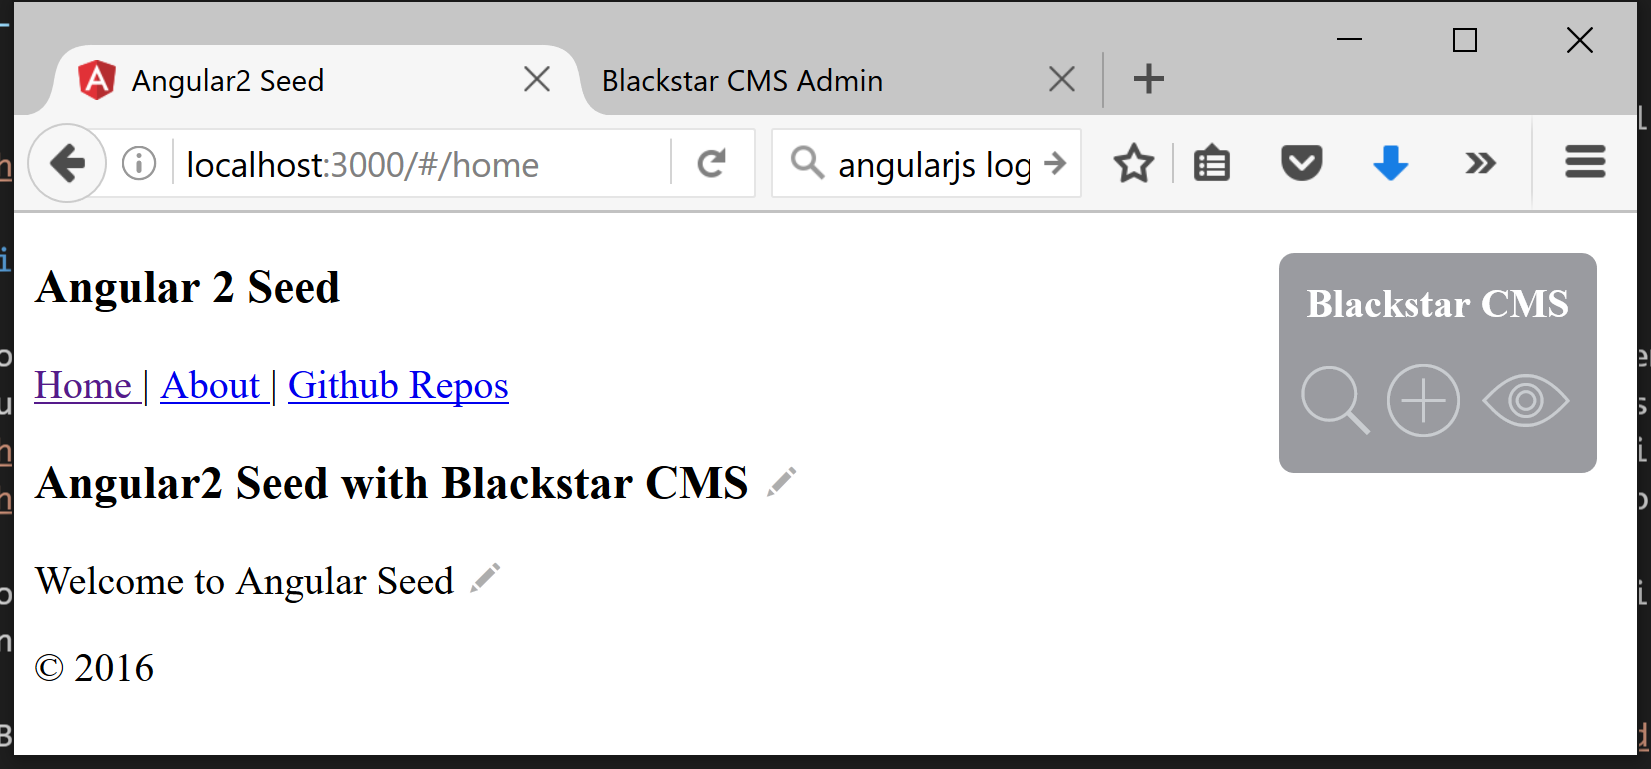 Angular2 Seed
Blackstar CMS Admin
localhost:3000/#/home
angularjs log
Angular 2 Seed
Blackstar CMS
Home | About | Github Repos
Angular2 Seed with Blackstar CMS
Welcome to Angular Seed
© 2016